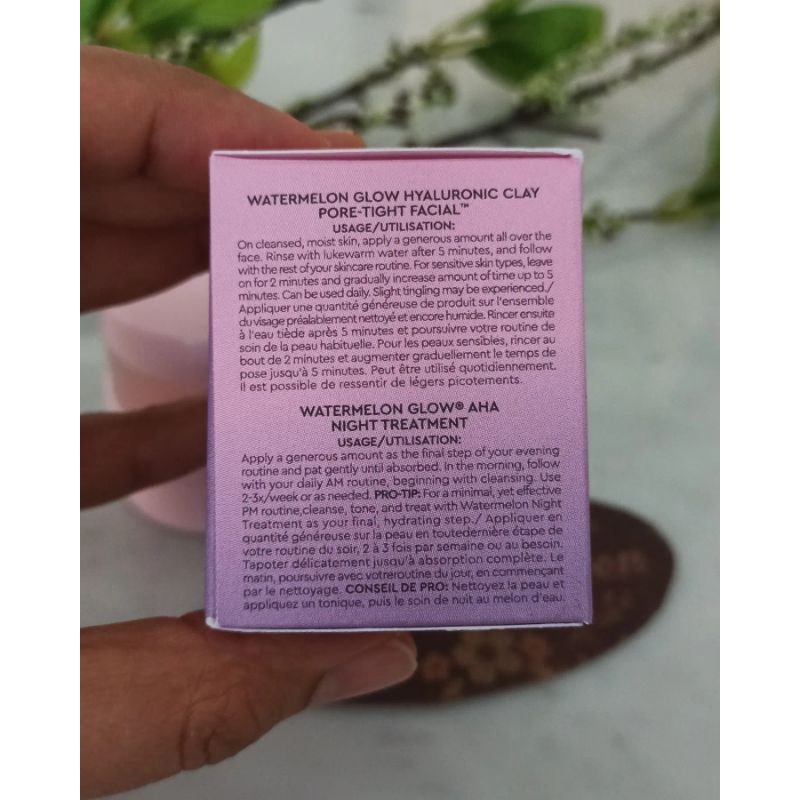 WATERMELON GLOW HYALURONIC CLAY
PORE-TIGHT FACIAL™
USAGE/UTILISATION:
On cleansed, moist skin, apply a generous amount all over the
face. Rinse with lukewarm water after 5 minutes, and follow
with the rest of your skincare routine. For sensitive skin types, leave
on for 2 minutes and gradually increase amount of time up to 5
minutes. Can be used daily. Slight tingling may be experienced./
Appliquer une quantité généreuse de produit sur l'ensemble
du visage préalablement nettoyé et encore humide. Rincer ensuite
à l'eau tiède après 5 minutes et poursuivre votre routine de
soin de la peau habituelle. Pour les peaux sensibles, rincer au
bout de 2 minutes et augmenter graduellement le temps de
pose jusqu'à 5 minutes. Peut être utilisé quotidiennement.
Il est possible de ressentir de légers picotements.
WATERMELON GLOW® AHA
NIGHT TREATMENT
USAGE/UTILISATION:
Apply a generous amount as the final step of your evening
routine and pat gently until absorbed. In the morning, follow
with your daily AM routine, beginning with cleansing. Use
2-3x/week or as needed. PRO-TIP: For a minimal, yet effective
PM routine,cleanse, tone, and treat with Watermelon Night
Treatment as your final, hydrating step./ Appliquer en
quantité généreuse sur la peau en toutedernière étape de
votre routine du soir, 2 à 3 fois par semaine ou au besoin.
Tapoter délicatement jusqu'à absorption complète. Le
matin, poursuivre avec votreroutine du jour, en commençant
par le nettoyage. CONSEIL DE PRO: Nettoyez la peau et
appliquez un tonique, puis le soin de nuit au melon d'eau.